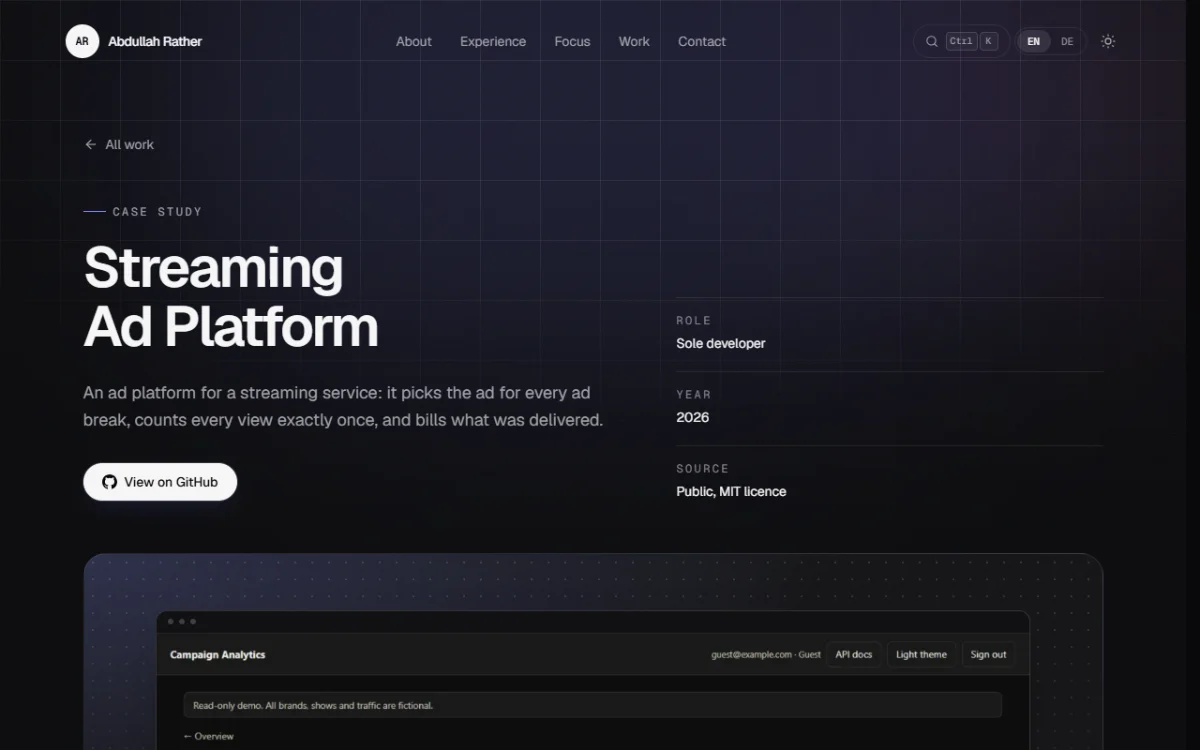 AR Abdullah Rather About Experience Focus Work Contact Ctrl K EN DE
← All work
CASE STUDY
Streaming
Ad Platform
An ad platform for a streaming service: it picks the ad for every ad
break, counts every view exactly once, and bills what was delivered.
View on GitHub
ROLE
Sole developer
YEAR
2026
SOURCE
Public, MIT licence
Campaign Analytics guest@example.com · Guest API docs Light theme Sign out
Read-only demo. All brands, shows and traffic are fictional.
← Overview